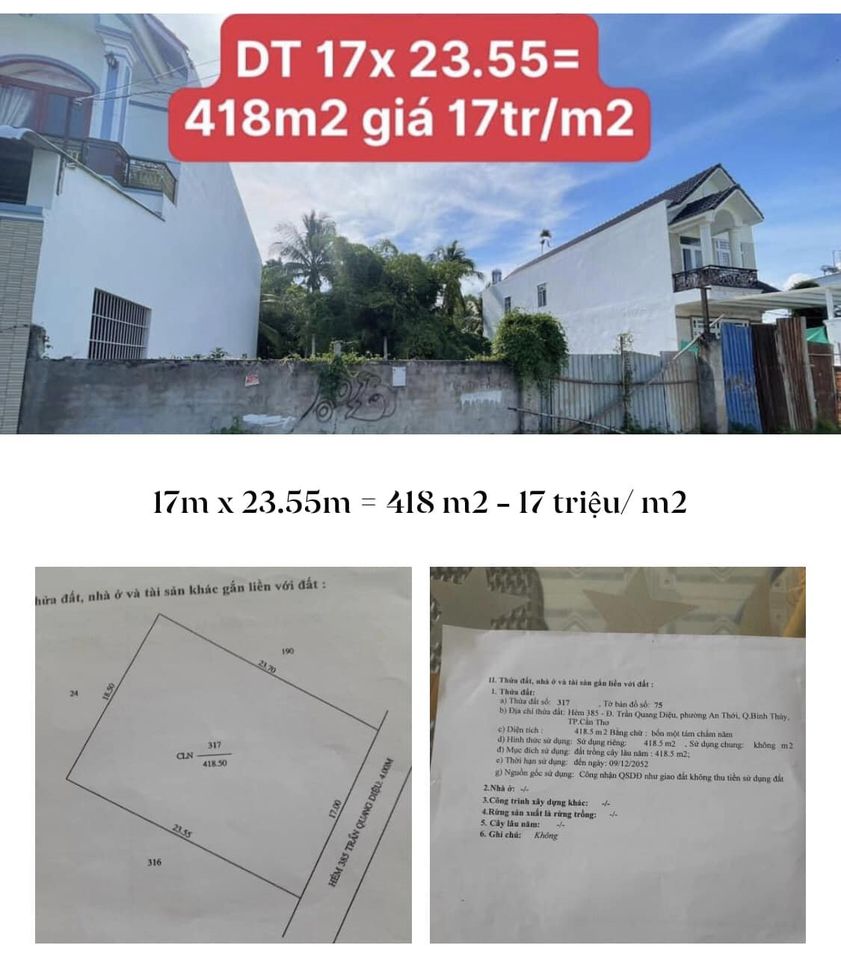 DT 17x 23.55=
418m2 giá 17tr/m2
17m x 23.55m = 418 m2 - 17 triệu/ m2
hửa đất, nhà ở và tài sản khác gắn liền với đất :
190
23.70
24
18.50
317
CLN
418.50
17.00
HẺM 385 TRẦN QUANG DIỆU: 4.00M
23.55
316
II. Thửa đất, nhà ở và tài sản gắn liền với đất :
1. Thửa đất:
a) Thửa đất số: 317 , Tờ bản đồ số: 75
b) Địa chỉ thửa đất: Hẻm 385 - Đ. Trần Quang Diệu, phường An Thới, Q.Bình Thủy,
TP.Cần Thơ
c) Diện tích : 418.5 m2 Bằng chữ : bốn một tám chấm năm
d) Hình thức sử dụng: Sử dụng riêng: 418.5 m2 , Sử dụng chung: không m2
đ) Mục đích sử dụng: đất trồng cây lâu năm : 418.5 m2;
e) Thời hạn sử dụng: đến ngày: 09/12/2052
g) Nguồn gốc sử dụng: Công nhận QSDĐ như giao đất không thu tiền sử dụng đất
2.Nhà ở: -/-
3.Công trình xây dựng khác: -/-
4.Rừng sản xuất là rừng trồng: -/-
5. Cây lâu năm: -/-
6. Ghi chú: Không